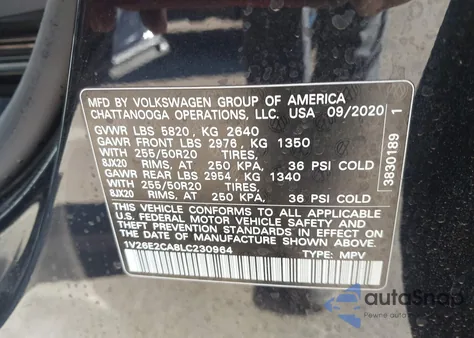 MFD BY VOLKSWAGEN GROUP OF AMERICA
CHATTANOOGA OPERATIONS, LLC. USA 09/2020
GVWR LBS 5820, KG 2640
GAWR FRONT LBS 2976, KG 1350
WITH 255/50R20 TIRES,
8JX20 RIMS, AT 250 KPA, 36 PSI COLD
GAWR REAR LBS 2954, KG 1340
WITH 255/50R20 TIRES,
8JX20 RIMS, AT 250 KPA, 36 PSI COLD
THIS VEHICLE CONFORMS TO ALL APPLICABLE
U.S. FEDERAL MOTOR VEHICLE SAFETY AND
THEFT PREVENTION STANDARDS IN EFFECT ON
THE DATE OF MANUFACTURE SHOWN ABOVE.
1V26E2CA8LC230964 TYPE: MPV
3830189 1
autoSnap
Pewne auto z